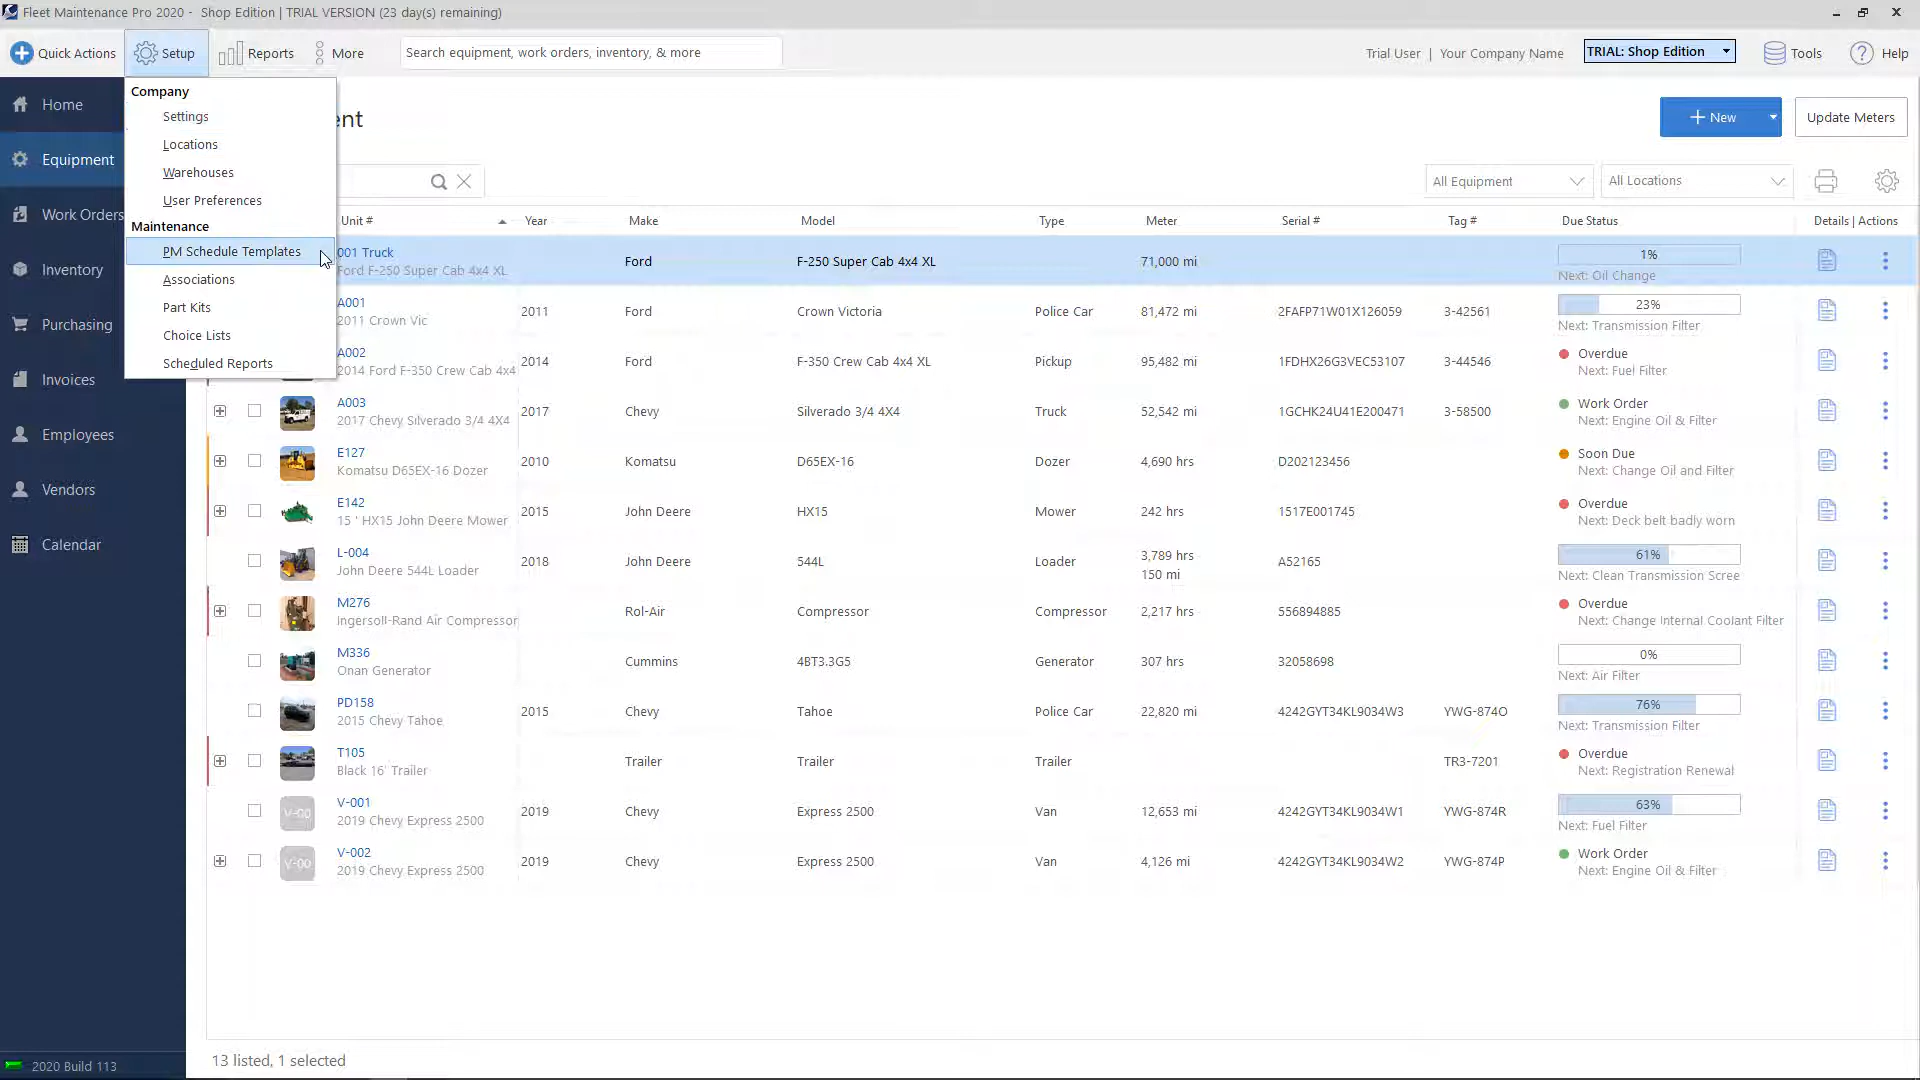 Fleet Maintenance Pro 2020 - Shop Edition | TRIAL VERSION (23 day(s) remaining)
Quick Actions
Setup
Reports
More
Search equipment, work orders, inventory, & more
Trial User | Your Company Name
TRIAL: Shop Edition
Tools
Help
Home
Equipment
Work Orders
Inventory
Purchasing
Invoices
Employees
Vendors
Calendar
Company
Settings
Locations
Warehouses
User Preferences
Maintenance
PM Schedule Templates
Associations
Part Kits
Choice Lists
Scheduled Reports
+ New
Update Meters
All Equipment
All Locations
Unit # Year Make Model Type Meter Serial # Tag # Due Status Details | Actions
001 Truck Ford F-250 Super Cab 4x4 XL 71,000 mi 1%
Ford F-250 Super Cab 4x4 XL Next: Oil Change
A001 2011 Ford Crown Victoria Police Car 81,472 mi 2FAFP71W01X126059 3-42561 23%
2011 Crown Vic Next: Transmission Filter
A002 2014 Ford F-350 Crew Cab 4x4 XL Pickup 95,482 mi 1FDHX26G3VEC53107 3-44546 Overdue
2014 Ford F-350 Crew Cab 4x4 Next: Fuel Filter
A003 2017 Chevy Silverado 3/4 4X4 Truck 52,542 mi 1GCHK24U41E200471 3-58500 Work Order
2017 Chevy Silverado 3/4 4X4 Next: Engine Oil & Filter
E127 2010 Komatsu D65EX-16 Dozer 4,690 hrs D202123456 Soon Due
Komatsu D65EX-16 Dozer Next: Change Oil and Filter
E142 2015 John Deere HX15 Mower 242 hrs 1517E001745 Overdue
15 ' HX15 John Deere Mower Next: Deck belt badly worn
L-004 2018 John Deere 544L Loader 3,789 hrs A52165 61%
John Deere 544L Loader 150 mi Next: Clean Transmission Scree
M276 Rol-Air Compressor Compressor 2,217 hrs 556894885 Overdue
Ingersoll-Rand Air Compressor Next: Change Internal Coolant Filter
M336 Cummins 4BT3.3G5 Generator 307 hrs 32058698 0%
Onan Generator Next: Air Filter
PD158 2015 Chevy Tahoe Police Car 22,820 mi 4242GYT34KL9034W3 YWG-874O 76%
2015 Chevy Tahoe Next: Transmission Filter
T105 Trailer Trailer Trailer TR3-7201 Overdue
Black 16' Trailer Next: Registration Renewal
V-00 V-001 2019 Chevy Express 2500 Van 12,653 mi 4242GYT34KL9034W1 YWG-874R 63%
2019 Chevy Express 2500 Next: Fuel Filter
V-00 V-002 2019 Chevy Express 2500 Van 4,126 mi 4242GYT34KL9034W2 YWG-874P Work Order
2019 Chevy Express 2500 Next: Engine Oil & Filter
13 listed, 1 selected
2020 Build 113